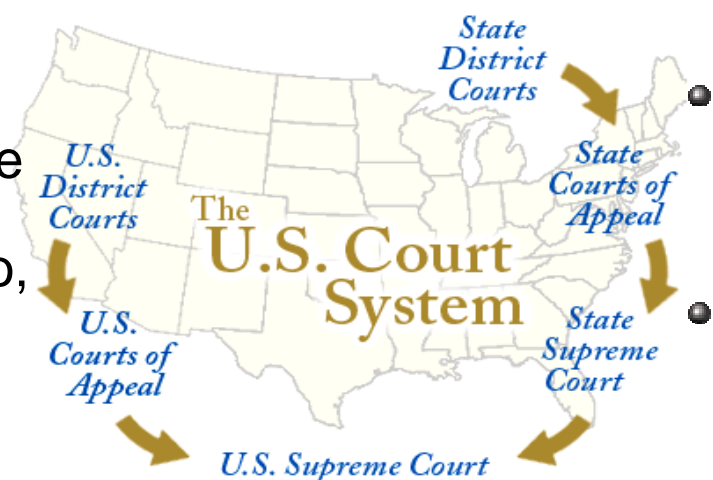 State
District
Courts
U.S.
District
Courts
State
Courts of
Appeal
The
U.S. Court
System
U.S.
Courts of
Appeal
State
Supreme
Court
U.S. Supreme Court